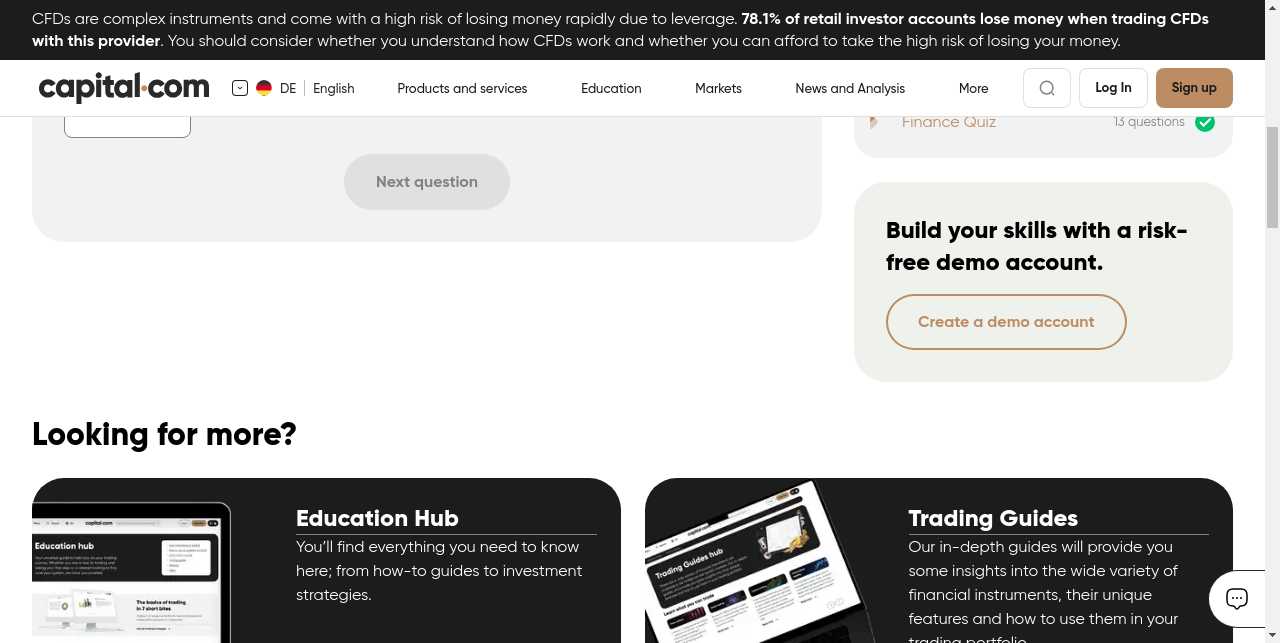 CFDs are complex instruments and come with a high risk of losing money rapidly due to leverage. 78.1% of retail investor accounts lose money when trading CFDs
with this provider. You should consider whether you understand how CFDs work and whether you can afford to take the high risk of losing your money.
capital.com
DE English
Products and services
Education
Markets
News and Analysis
More
Log In
Sign up
Finance Quiz
13 questions
Next question
Build your skills with a risk-
free demo account.
Create a demo account
Looking for more?
capital.com
Education hub
The basics of trading
in 7 short bites
Education Hub
You’ll find everything you need to know
here; from how-to guides to investment
strategies.
Trading Guides hub
Trading Guides
Our in-depth guides will provide you
some insights into the wide variety of
financial instruments, their unique
features and how to use them in your
trading portfolio.